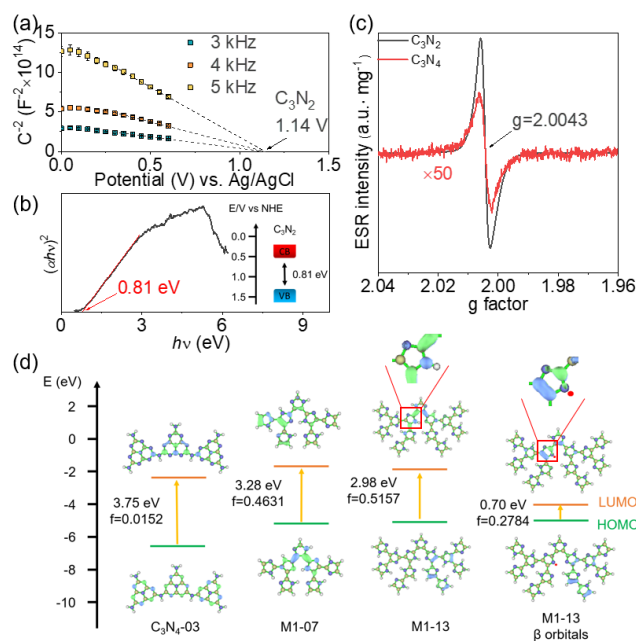 (a)
C⁻² (F⁻²×10¹⁴)
15
10
5
0
3 kHz
4 kHz
5 kHz
C₃N₂
1.14 V
0.0 0.5 1.0 1.5
Potential (V) vs. Ag/AgCl
(b)
(αhν)²
0.81 eV
E/V vs NHE
C₃N₂
0.0
0.5
1.0
1.5
CB
0.81 eV
VB
0 3 6 9
hν (eV)
(c)
ESR intensity (a.u.· mg⁻¹)
C₃N₂
C₃N₄
g=2.0043
×50
2.04 2.02 2.00 1.98 1.96
g factor
(d)
E (eV)
2
0
-2
-4
-6
-8
-10
3.75 eV
f=0.0152
3.28 eV
f=0.4631
2.98 eV
f=0.5157
0.70 eV
f=0.2784
LUMO
HOMO
C₃N₄-03
M1-07
M1-13
M1-13
β orbitals